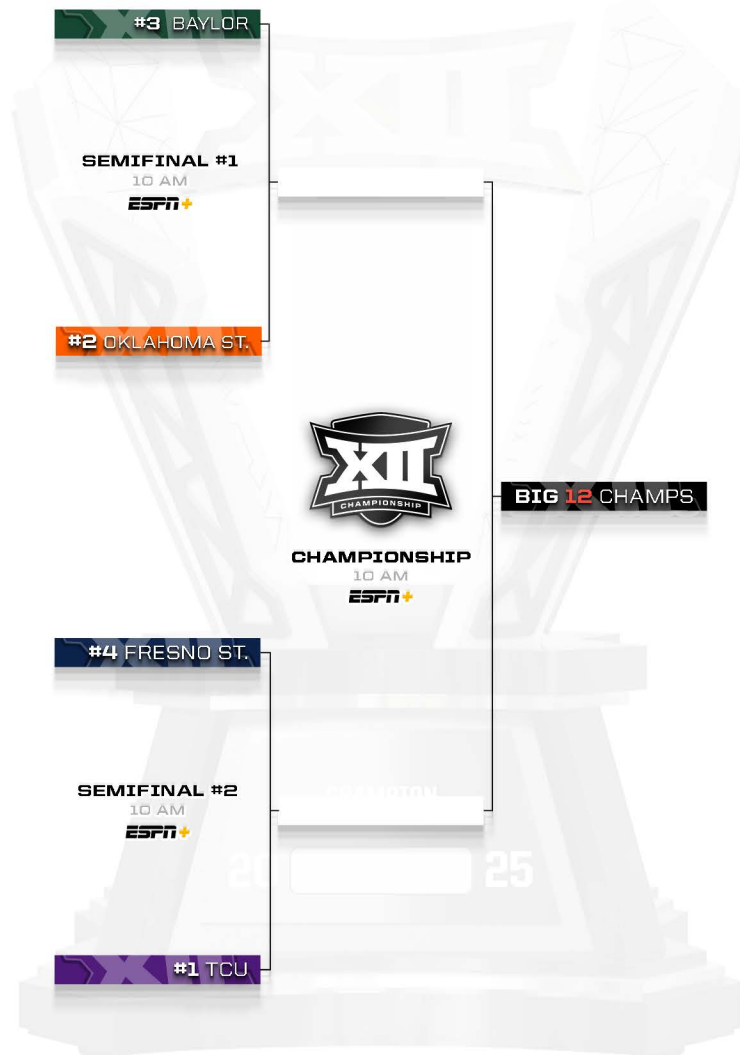 #3 BAYLOR
SEMIFINAL #1
10 AM
ESPN+
#2 OKLAHOMA ST.
XII
CHAMPIONSHIP
CHAMPIONSHIP
10 AM
ESPN+
BIG 12 CHAMPS
#4 FRESNO ST.
SEMIFINAL #2
10 AM
ESPN+
CHAMPION
20 25
#1 TCU